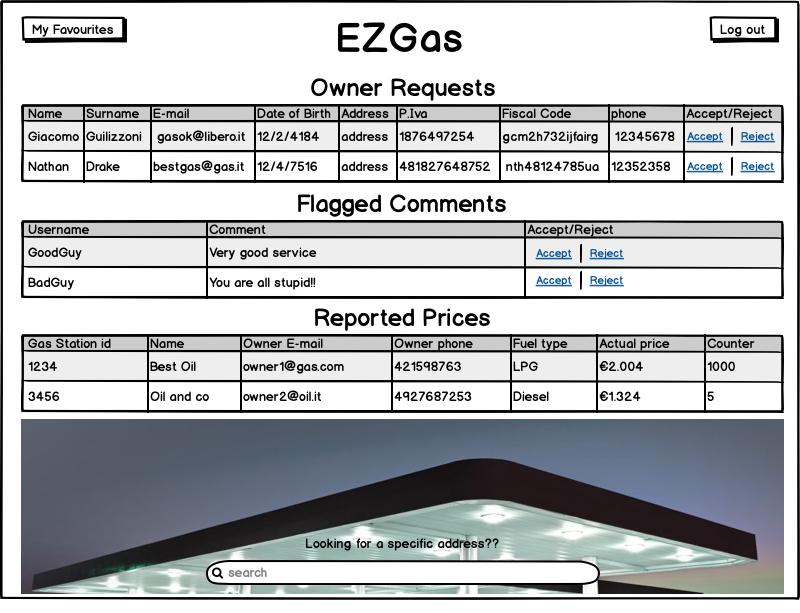 My Favourites
EZGas
Log out
Owner Requests
Name Surname E-mail Date of Birth Address P.Iva Fiscal Code phone Accept/Reject
Giacomo Guilizzoni gasok@libero.it 12/2/4184 address 1876497254 gcm2h732ijfairg 12345678 Accept | Reject
Nathan Drake bestgas@gas.it 12/4/7516 address 481827648752 nth48124785ua 12352358 Accept | Reject
Flagged Comments
Username Comment Accept/Reject
GoodGuy Very good service Accept | Reject
BadGuy You are all stupid!! Accept | Reject
Reported Prices
Gas Station id Name Owner E-mail Owner phone Fuel type Actual price Counter
1234 Best Oil owner1@gas.com 421598763 LPG €2.004 1000
3456 Oil and co owner2@oil.it 4927687253 Diesel €1.324 5
Looking for a specific address??
search